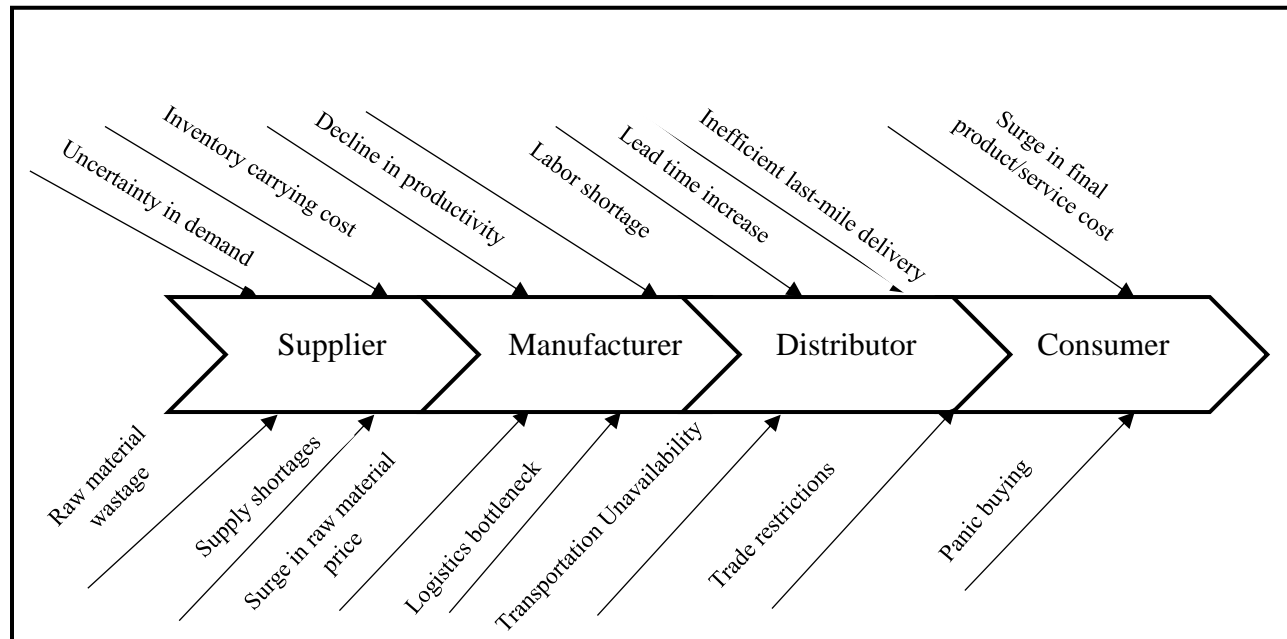 Uncertainty in demand
Inventory carrying cost
Decline in productivity
Labor shortage
Lead time increase
Inefficient last-mile delivery
Surge in final
product/service cost
Supplier
Manufacturer
Distributor
Consumer
Raw material
wastage
Supply shortages
Surge in raw material
price
Logistics bottleneck
Transportation Unavailability
Trade restrictions
Panic buying